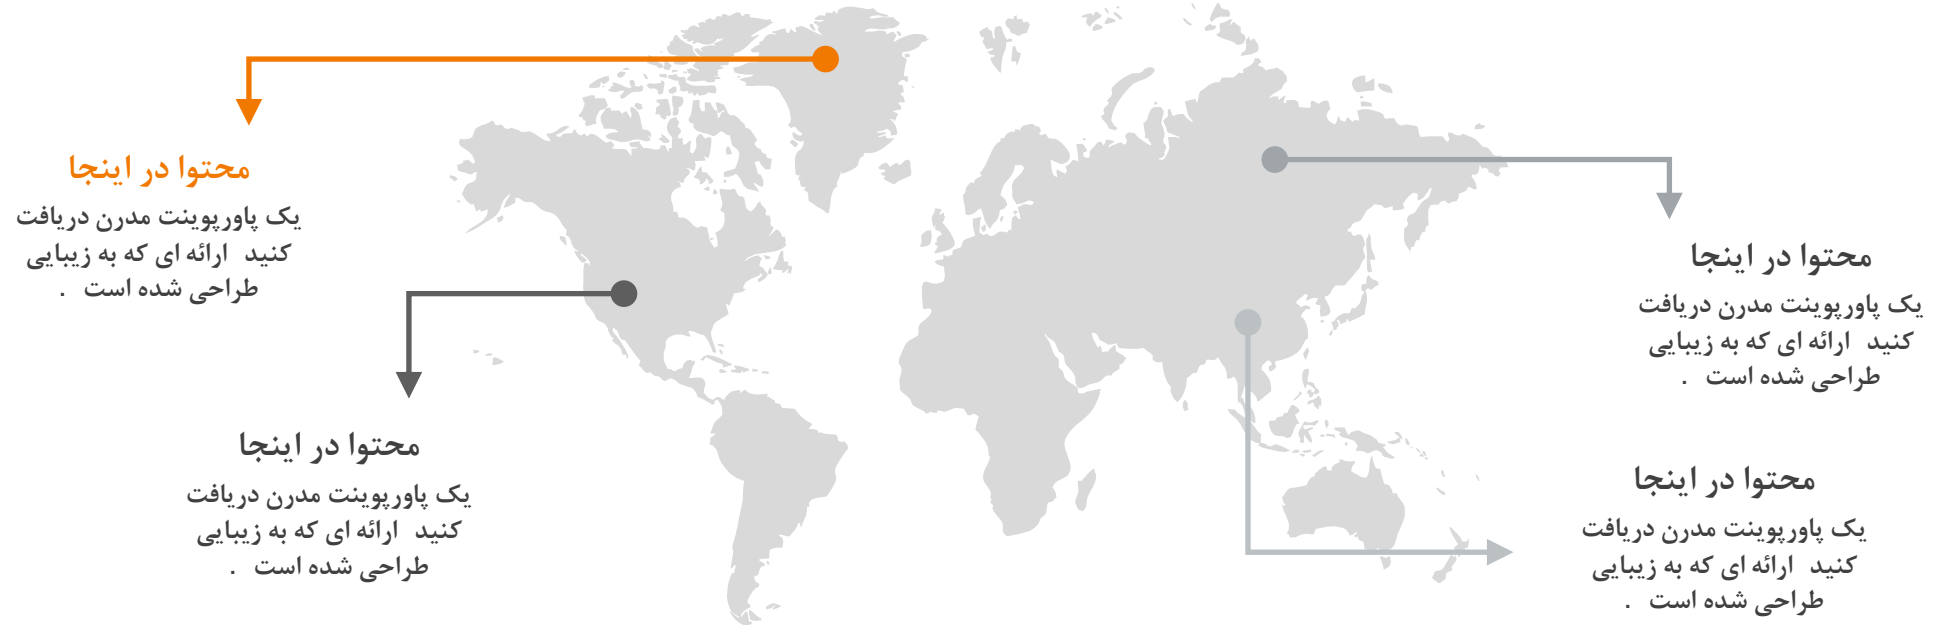 محتوا در اینجا
یک پاورپوینت مدرن دریافت
کنید  ارائه ای که به زیبایی
طراحی شده است  .
محتوا در اینجا
یک پاورپوینت مدرن دریافت
کنید  ارائه ای که به زیبایی
طراحی شده است  .
محتوا در اینجا
یک پاورپوینت مدرن دریافت
کنید  ارائه ای که به زیبایی
طراحی شده است  .
محتوا در اینجا
یک پاورپوینت مدرن دریافت
کنید  ارائه ای که به زیبایی
طراحی شده است  .